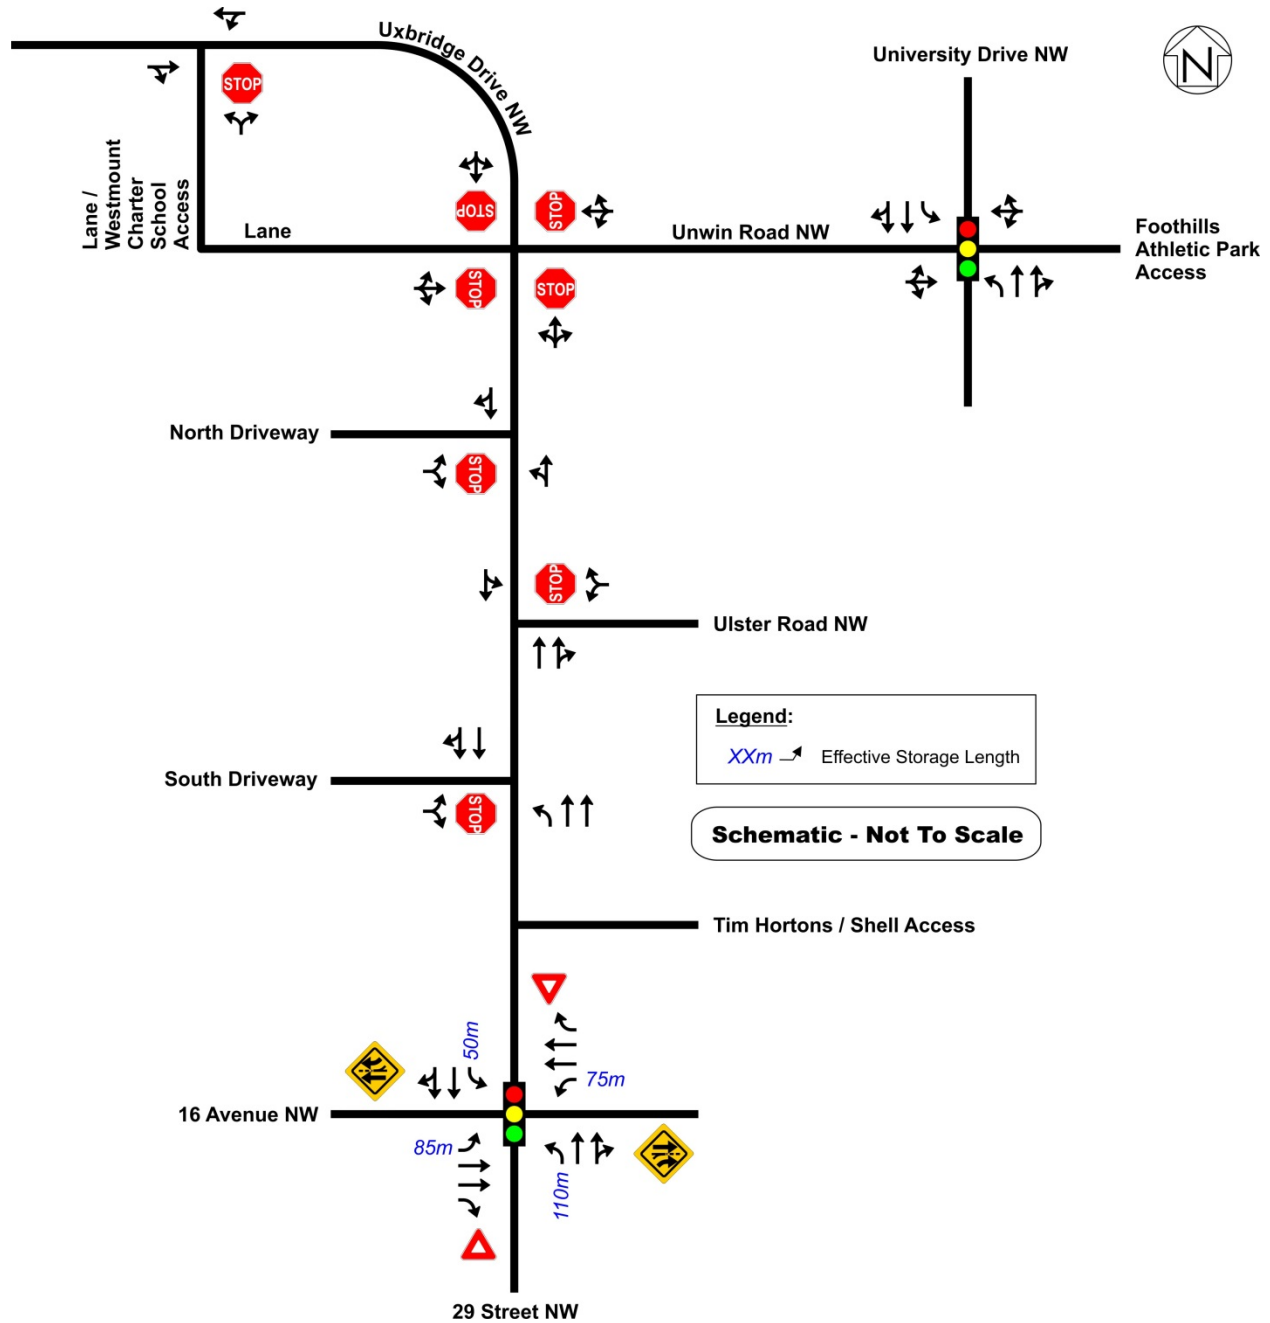 Uxbridge Drive NW
University Drive NW
N
STOP
Lane /
Westmount
Charter
School
Access
STOP
STOP
Lane
Unwin Road NW
Foothills
Athletic Park
Access
STOP
STOP
North Driveway
STOP
STOP
Ulster Road NW
Legend:
XXm
Effective Storage Length
South Driveway
STOP
Schematic - Not To Scale
Tim Hortons / Shell Access
50m
75m
16 Avenue NW
85m
110m
29 Street NW